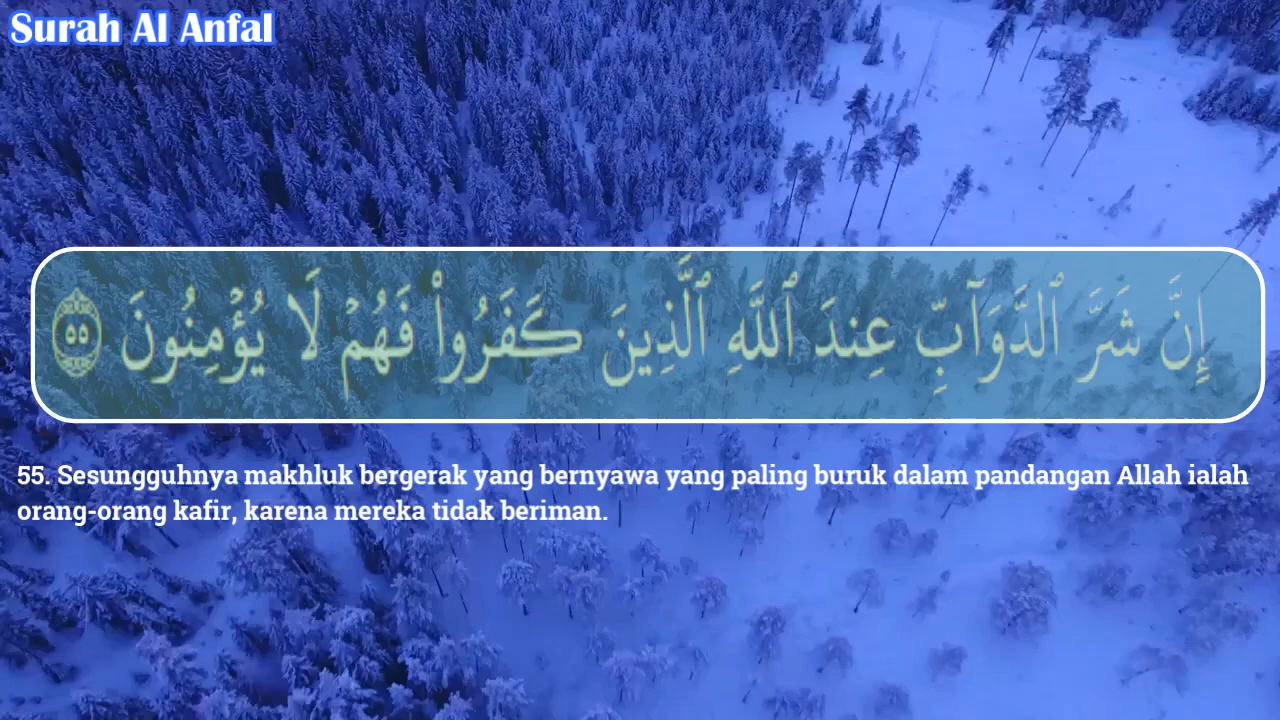 Surah Al Anfal
إِنَّ شَرَّ ٱلدَّوَآبِّ عِندَ ٱللَّهِ ٱلَّذِينَ كَفَرُوا۟ فَهُمْ لَا يُؤْمِنُونَ ٥٥
55. Sesungguhnya makhluk bergerak yang bernyawa yang paling buruk dalam pandangan Allah ialah
orang-orang kafir, karena mereka tidak beriman.